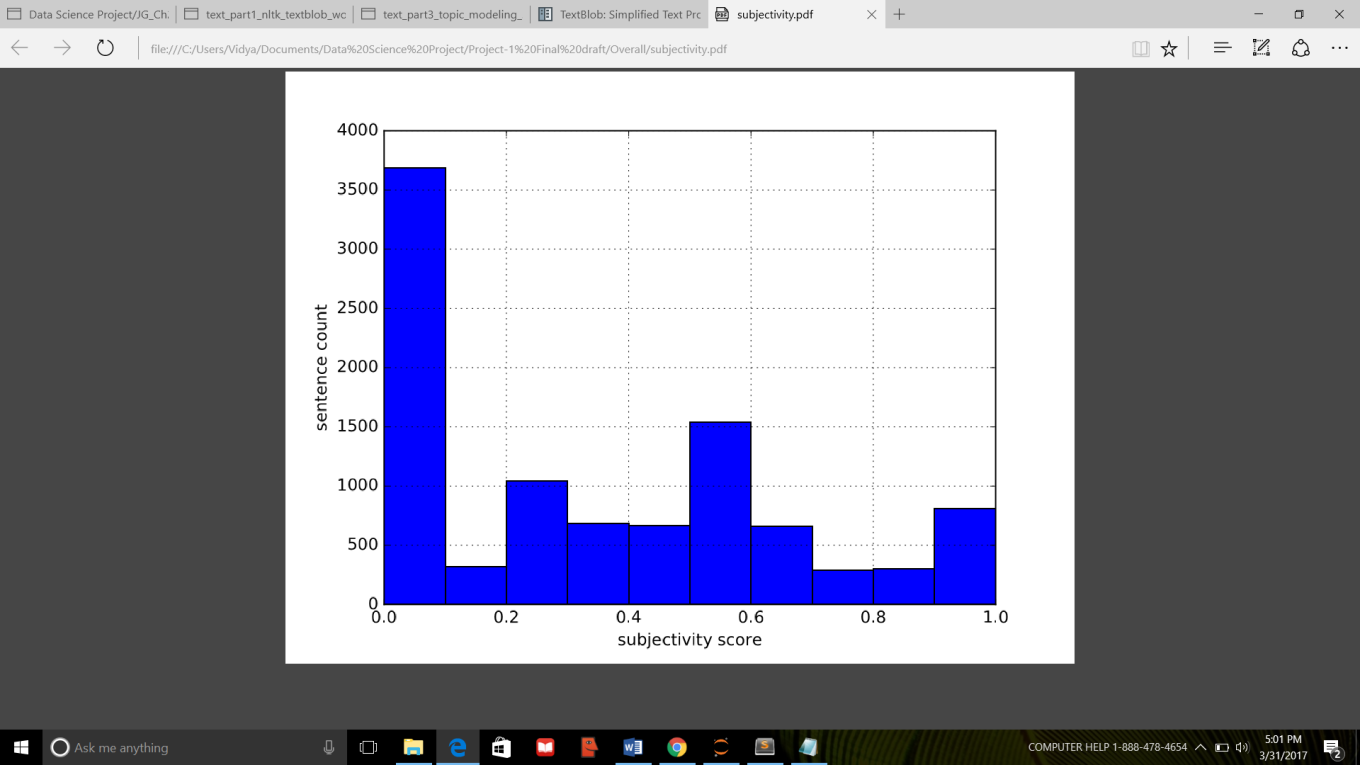 Data Science Project/JG_Ch.
text_part1_nltk_textblob_wc
text_part3_topic_modeling_
TextBlob: Simplified Text Prc
subjectivity.pdf
file:///C:/Users/Vidya/Documents/Data%20Science%20Project/Project-1%20Final%20draft/Overall/subjectivity.pdf
4000
3500
3000
2500
2000
1500
1000
500
0
sentence count
0.0 0.2 0.4 0.6 0.8 1.0
subjectivity score
Ask me anything
COMPUTER HELP 1-888-478-4654
5:01 PM
3/31/2017
2